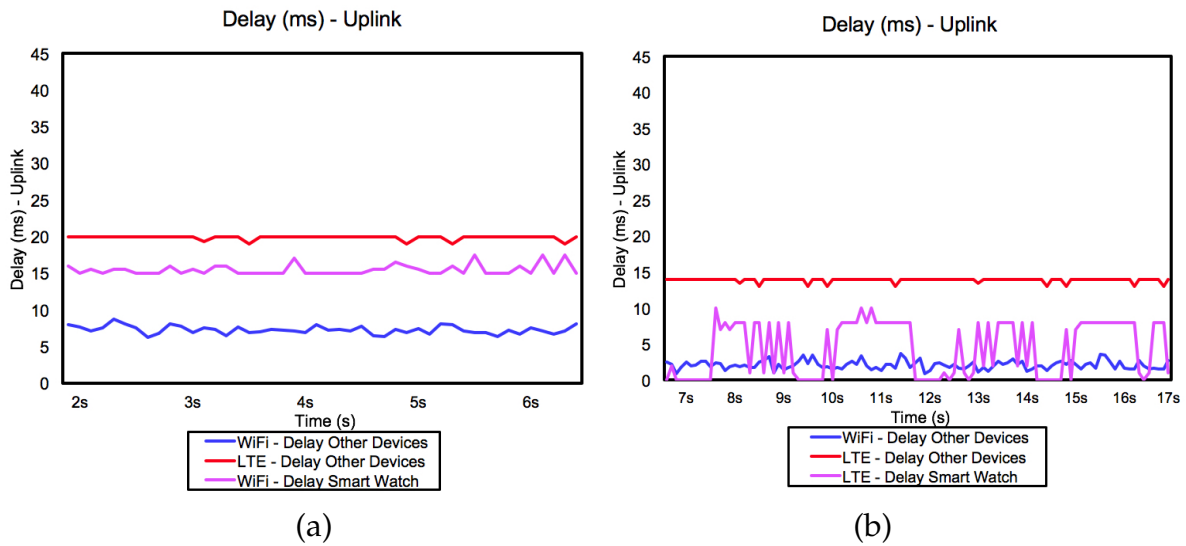 Delay (ms) - Uplink
45
40
35
30
25
20
15
10
5
0
Delay (ms) - Uplink
2s 3s 4s 5s 6s
Time (s)
WiFi - Delay Other Devices
LTE - Delay Other Devices
WiFi - Delay Smart Watch
(a)
Delay (ms) - Uplink
45
40
35
30
25
20
15
10
5
0
Delay (ms) - Uplink
7s 8s 9s 10s 11s 12s 13s 14s 15s 16s 17s
Time (s)
WiFi - Delay Other Devices
LTE - Delay Other Devices
LTE - Delay Smart Watch
(b)